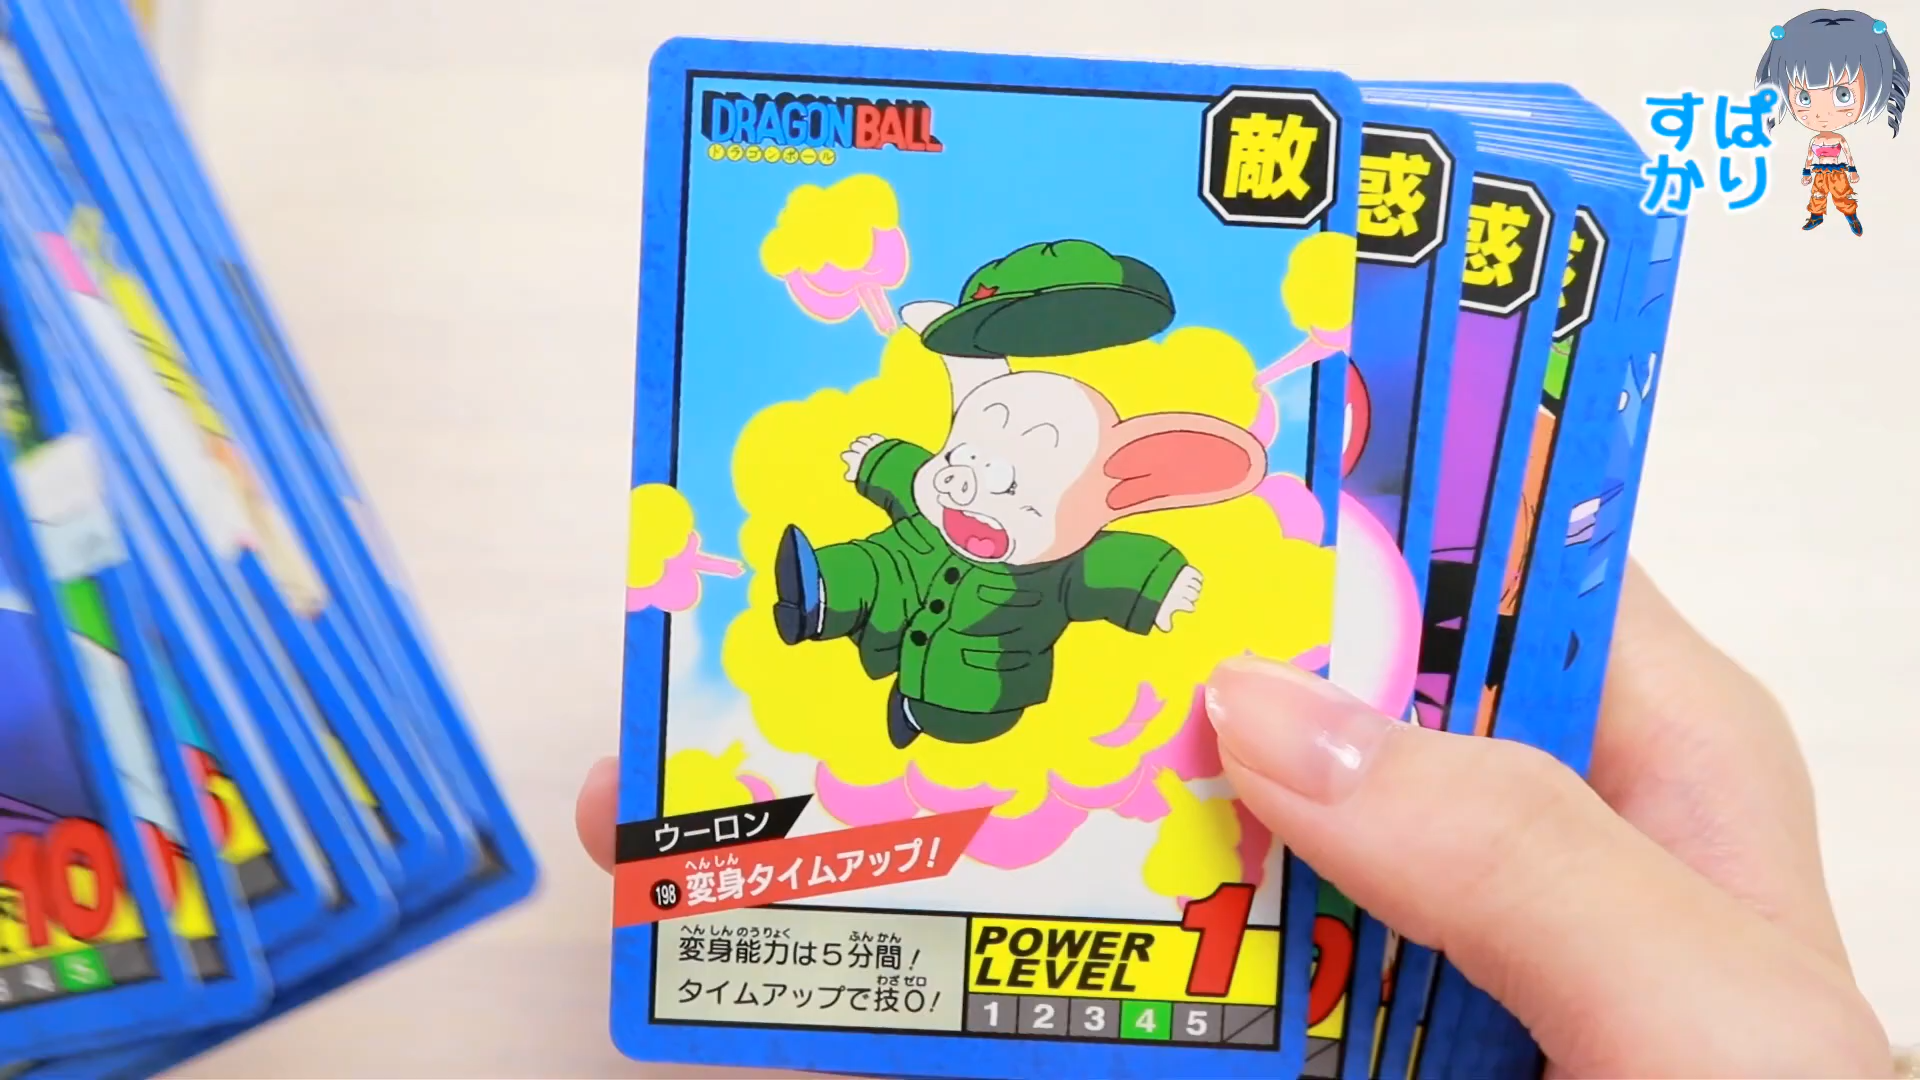 DRAGON BALL
ドラゴンボール
敵
惑
惑
すぱ
かり
ウーロン
へんしん
198 変身タイムアップ!
へんしんのうりょく ふんかん
変身能力は5分間!
わざゼロ
タイムアップで技0!
POWER
LEVEL
1
1 2 3 4 5
10
5